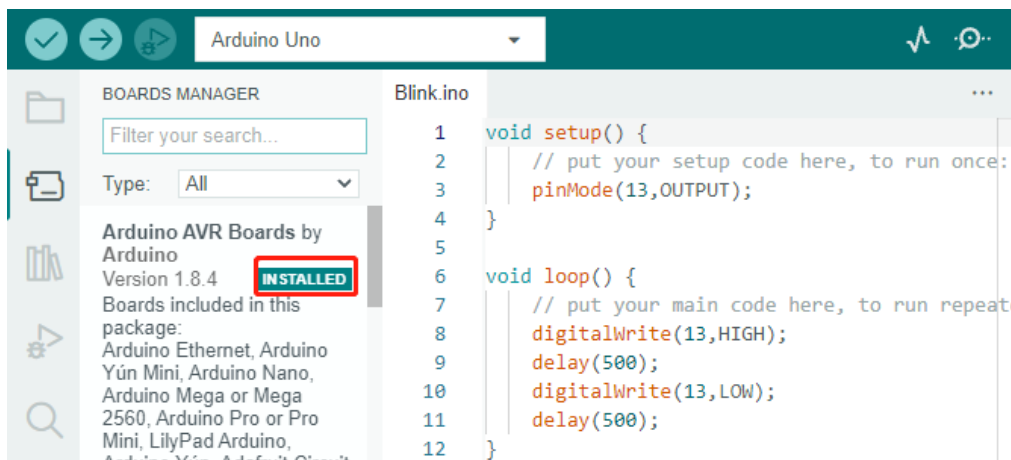 Arduino Uno
BOARDS MANAGER
Filter your search...
Type: All
Arduino AVR Boards by
Arduino
Version 1.8.4 INSTALLED
Boards included in this
package:
Arduino Ethernet, Arduino
Yún Mini, Arduino Nano,
Arduino Mega or Mega
2560, Arduino Pro or Pro
Mini, LilyPad Arduino,
Blink.ino
1 void setup() {
2 // put your setup code here, to run once:
3 pinMode(13,OUTPUT);
4 }
5
6 void loop() {
7 // put your main code here, to run repeat
8 digitalWrite(13,HIGH);
9 delay(500);
10 digitalWrite(13,LOW);
11 delay(500);
12 }